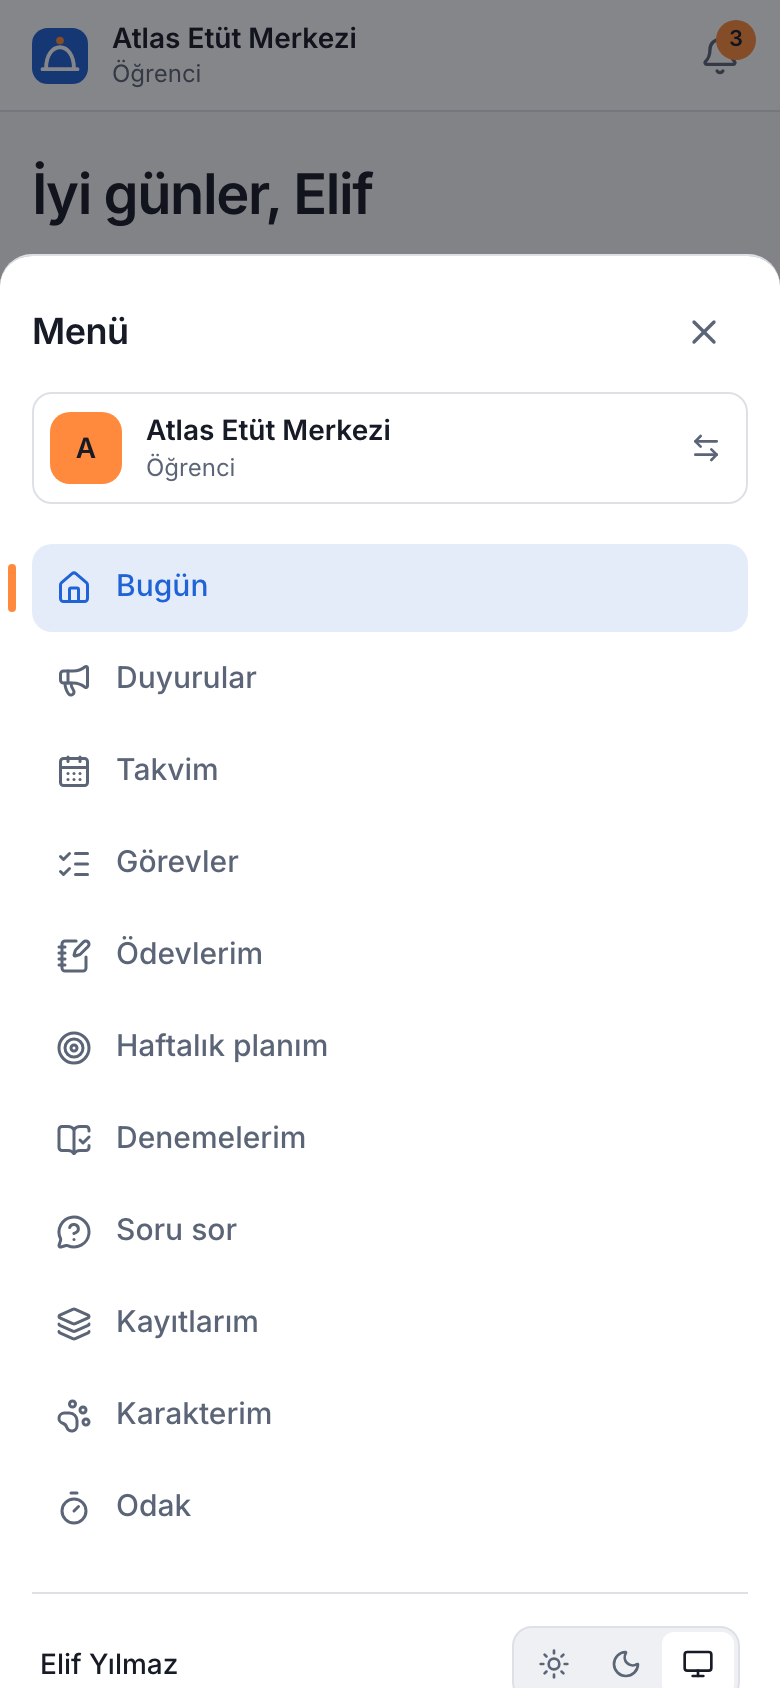 Atlas Etüt Merkezi
Öğrenci
3
İyi günler, Elif
Menü
A
Atlas Etüt Merkezi
Öğrenci
Bugün
Duyurular
Takvim
Görevler
Ödevlerim
Haftalık planım
Denemelerim
Soru sor
Kayıtlarım
Karakterim
Odak
Elif Yılmaz